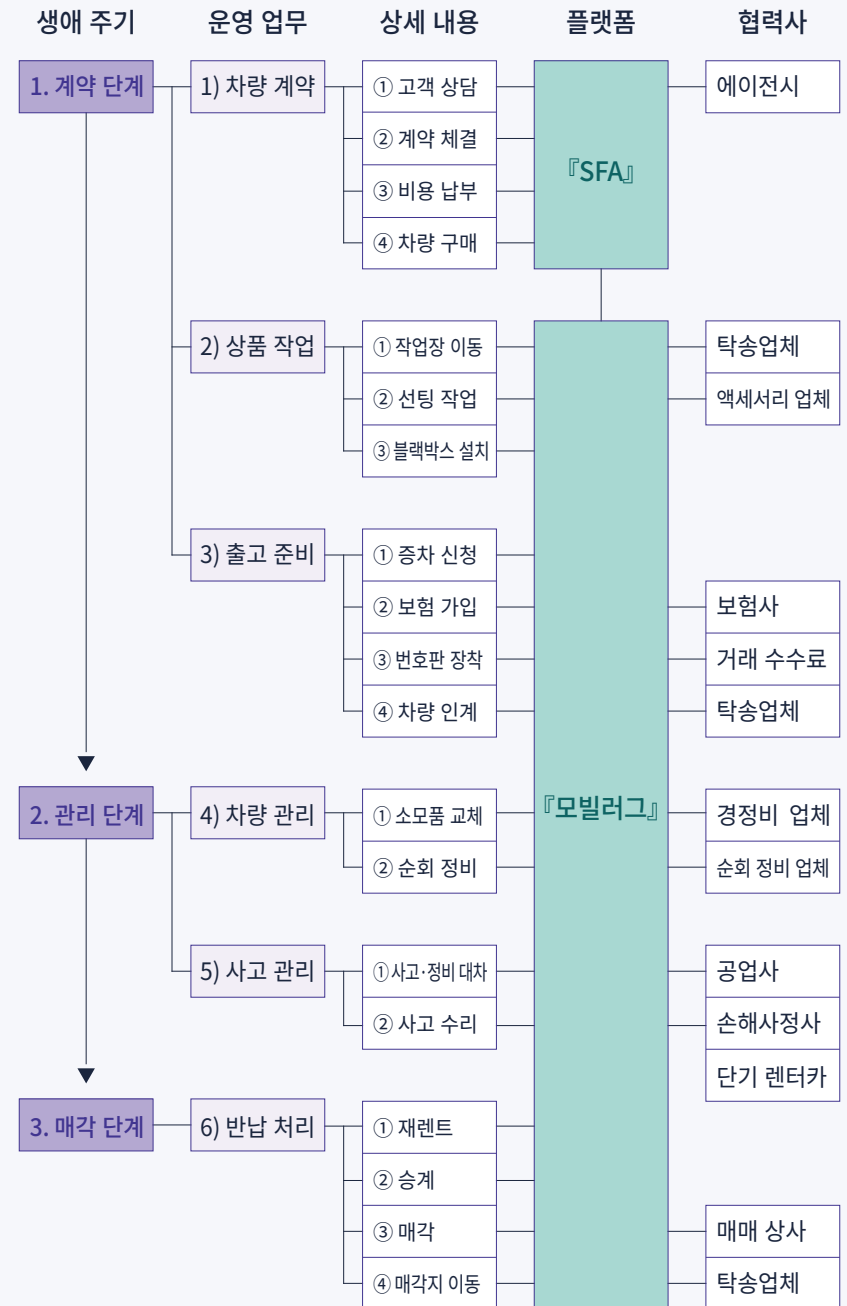 생애 주기 운영 업무 상세 내용 플랫폼 협력사
1. 계약 단계 1) 차량 계약 ① 고객 상담 에이전시
② 계약 체결
『SFA』
③ 비용 납부
④ 차량 구매
2) 상품 작업 ① 작업장 이동 탁송업체
② 선팅 작업 액세서리 업체
③ 블랙박스 설치
3) 출고 준비 ① 증차 신청
② 보험 가입 보험사
③ 번호판 장착 거래 수수료
④ 차량 인계 탁송업체
2. 관리 단계 4) 차량 관리 ① 소모품 교체 『모빌러그』 경정비 업체
② 순회 정비 순회 정비 업체
5) 사고 관리 ① 사고·정비 대차 공업사
② 사고 수리 손해사정사
단기 렌터카
3. 매각 단계 6) 반납 처리 ① 재렌트
② 승계
③ 매각 매매 상사
④ 매각지 이동 탁송업체